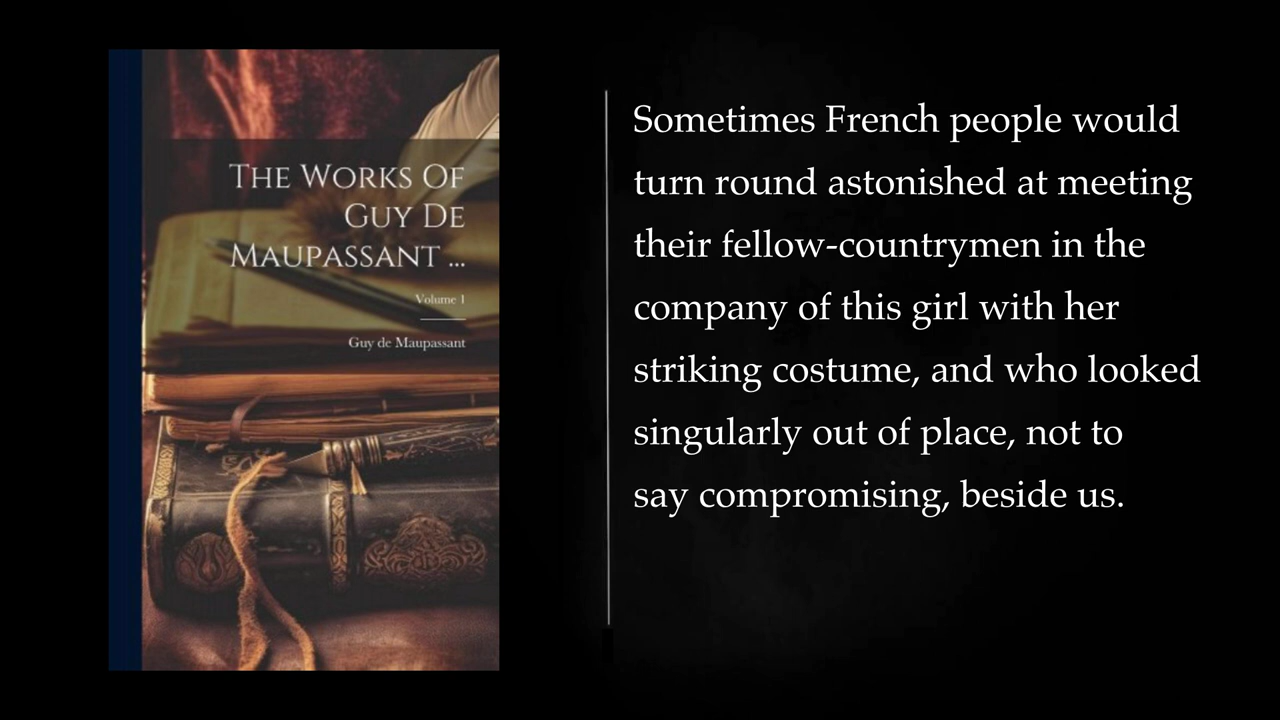 The Works Of
Guy De
Maupassant ...
Volume 1
Guy de Maupassant
Sometimes French people would
turn round astonished at meeting
their fellow-countrymen in the
company of this girl with her
striking costume, and who looked
singularly out of place, not to
say compromising, beside us.